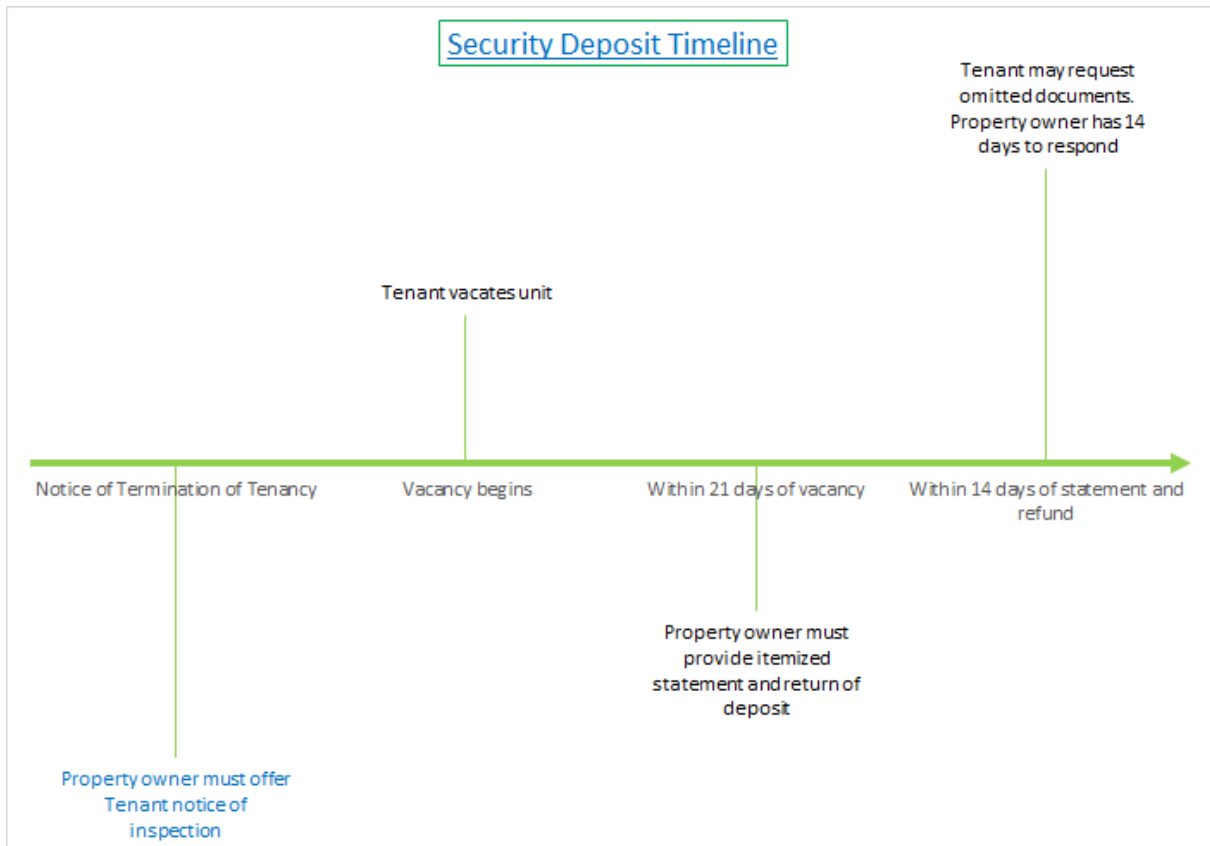 Security Deposit Timeline
Tenant may request
omitted documents.
Property owner has 14
days to respond
Tenant vacates unit
Notice of Termination of Tenancy
Vacancy begins
Within 21 days of vacancy
Within 14 days of statement and
refund
Property owner must
provide itemized
statement and return of
deposit
Property owner must offer
Tenant notice of
inspection